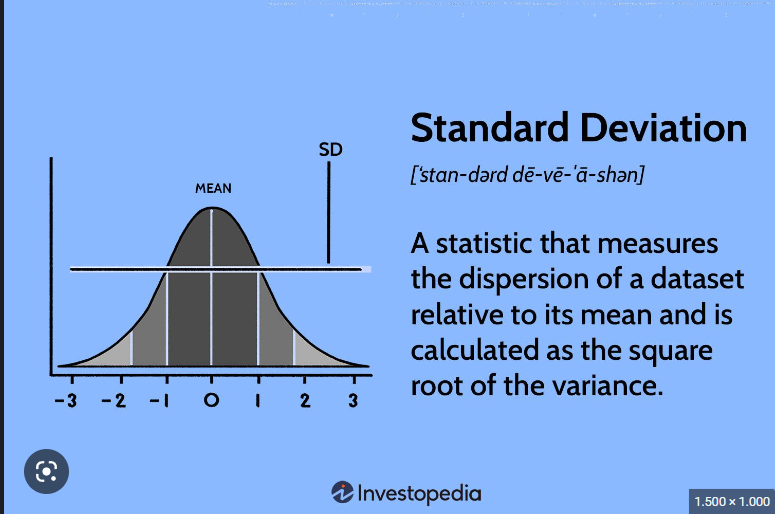 Standard Deviation
SD
['stan-dərd dē-vē-'ā-shən]
MEAN
A statistic that measures
the dispersion of a dataset
relative to its mean and is
calculated as the square
root of the variance.
-3 -2 -1 0 1 2 3
Investopedia
1.500 × 1.000